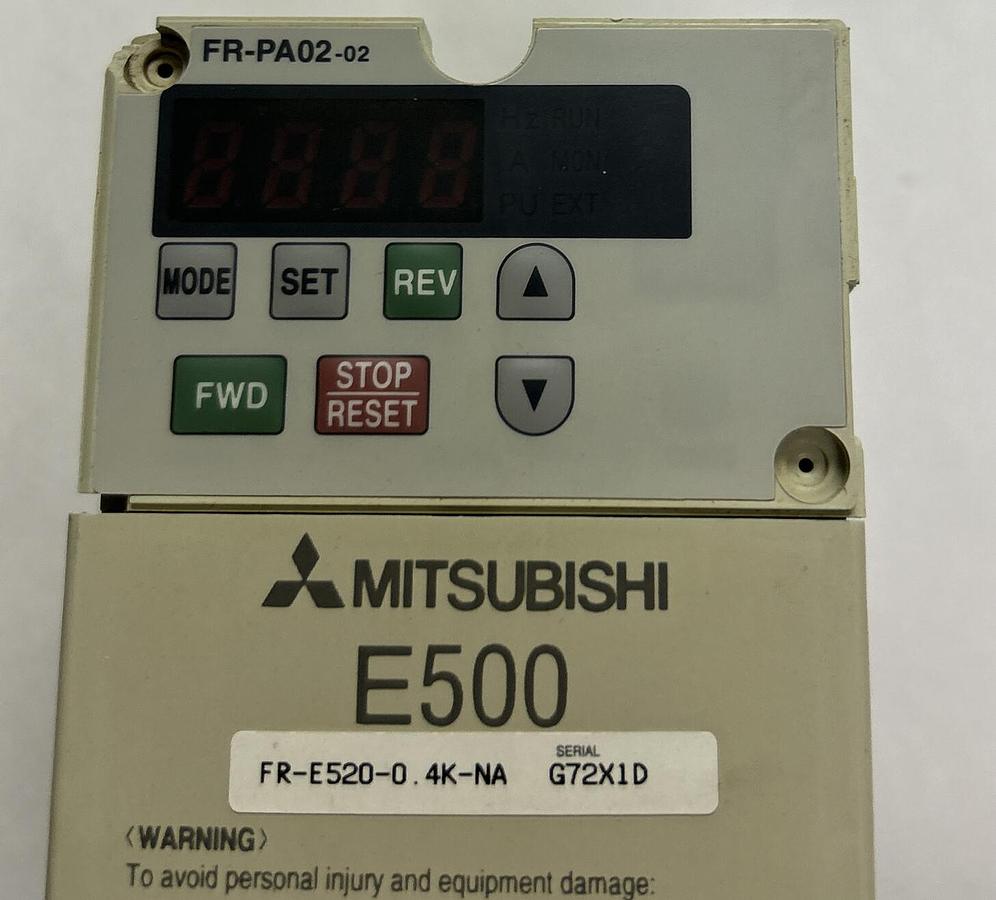 FR-PA02-02
Hz RUN
A MON
PU EXT
MODE SET REV ▲
FWD STOP RESET ▼
MITSUBISHI
E500
SERIAL
FR-E520-0.4K-NA G72X1D
〈WARNING〉
To avoid personal injury and equipment damage: